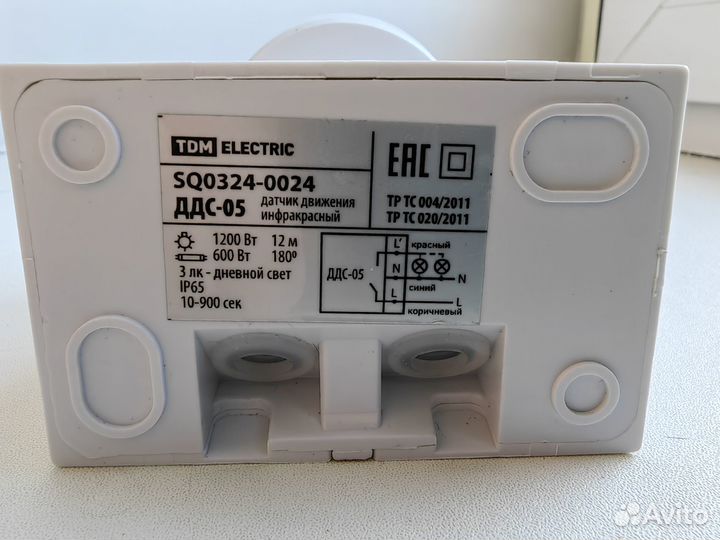 TDM ELECTRIC
SQ0324-0024
ДДС-05 датчик движения
инфракрасный
1200 Вт 12 м
600 Вт 180º
3 лк - дневной свет
IP65
10-900 сек
EAC
ТР ТС 004/2011
ТР ТС 020/2011
L' красный
ДДС-05
N N
синий
L L
коричневый
Avito